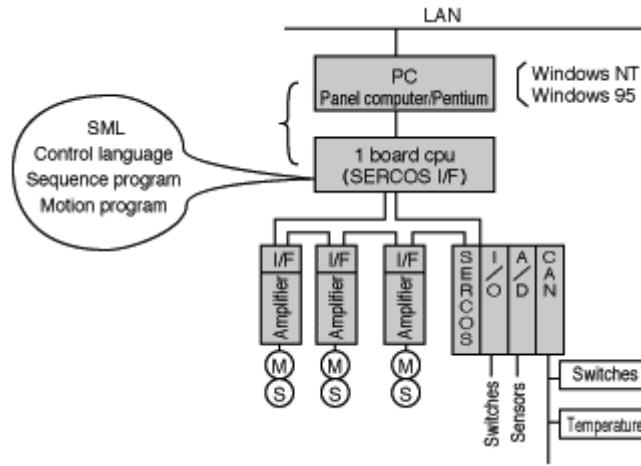 LAN
PC
Panel computer/Pentium
Windows NT
Windows 95
SML
Control language
Sequence program
Motion program
1 board cpu
(SERCOS I/F)
I/F
Amplifier
M
S
I/F
Amplifier
M
S
I/F
Amplifier
M
S
SERCOS
I/O
A/D
CAN
Switches
Sensors
Switches
Temperature